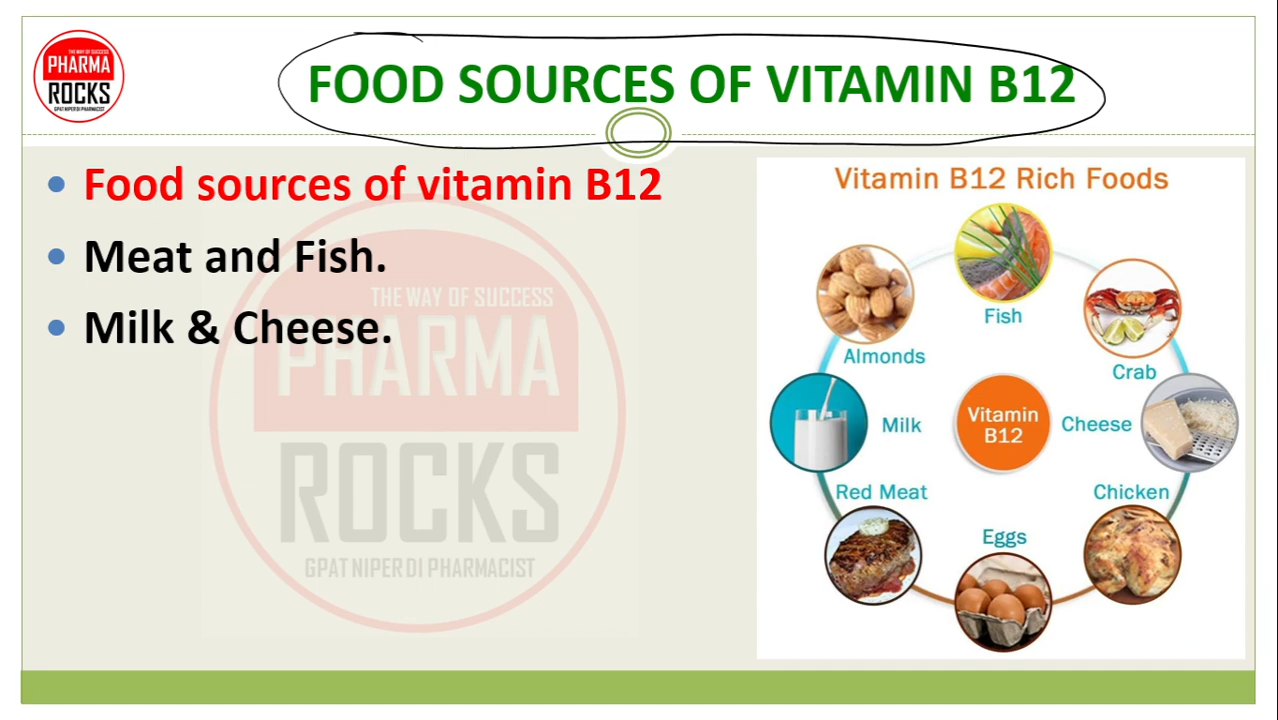 THE WAY OF SUCCESS
PHARMA
ROCKS
GPAT NIPER DI PHARMACIST
FOOD SOURCES OF VITAMIN B12
• Food sources of vitamin B12
• Meat and Fish.
• Milk & Cheese.
THE WAY OF SUCCESS
PHARMA
ROCKS
GPAT NIPER DI PHARMACIST
Vitamin B12 Rich Foods
Fish
Almonds
Crab
Milk
Vitamin
B12
Cheese
Red Meat
Chicken
Eggs